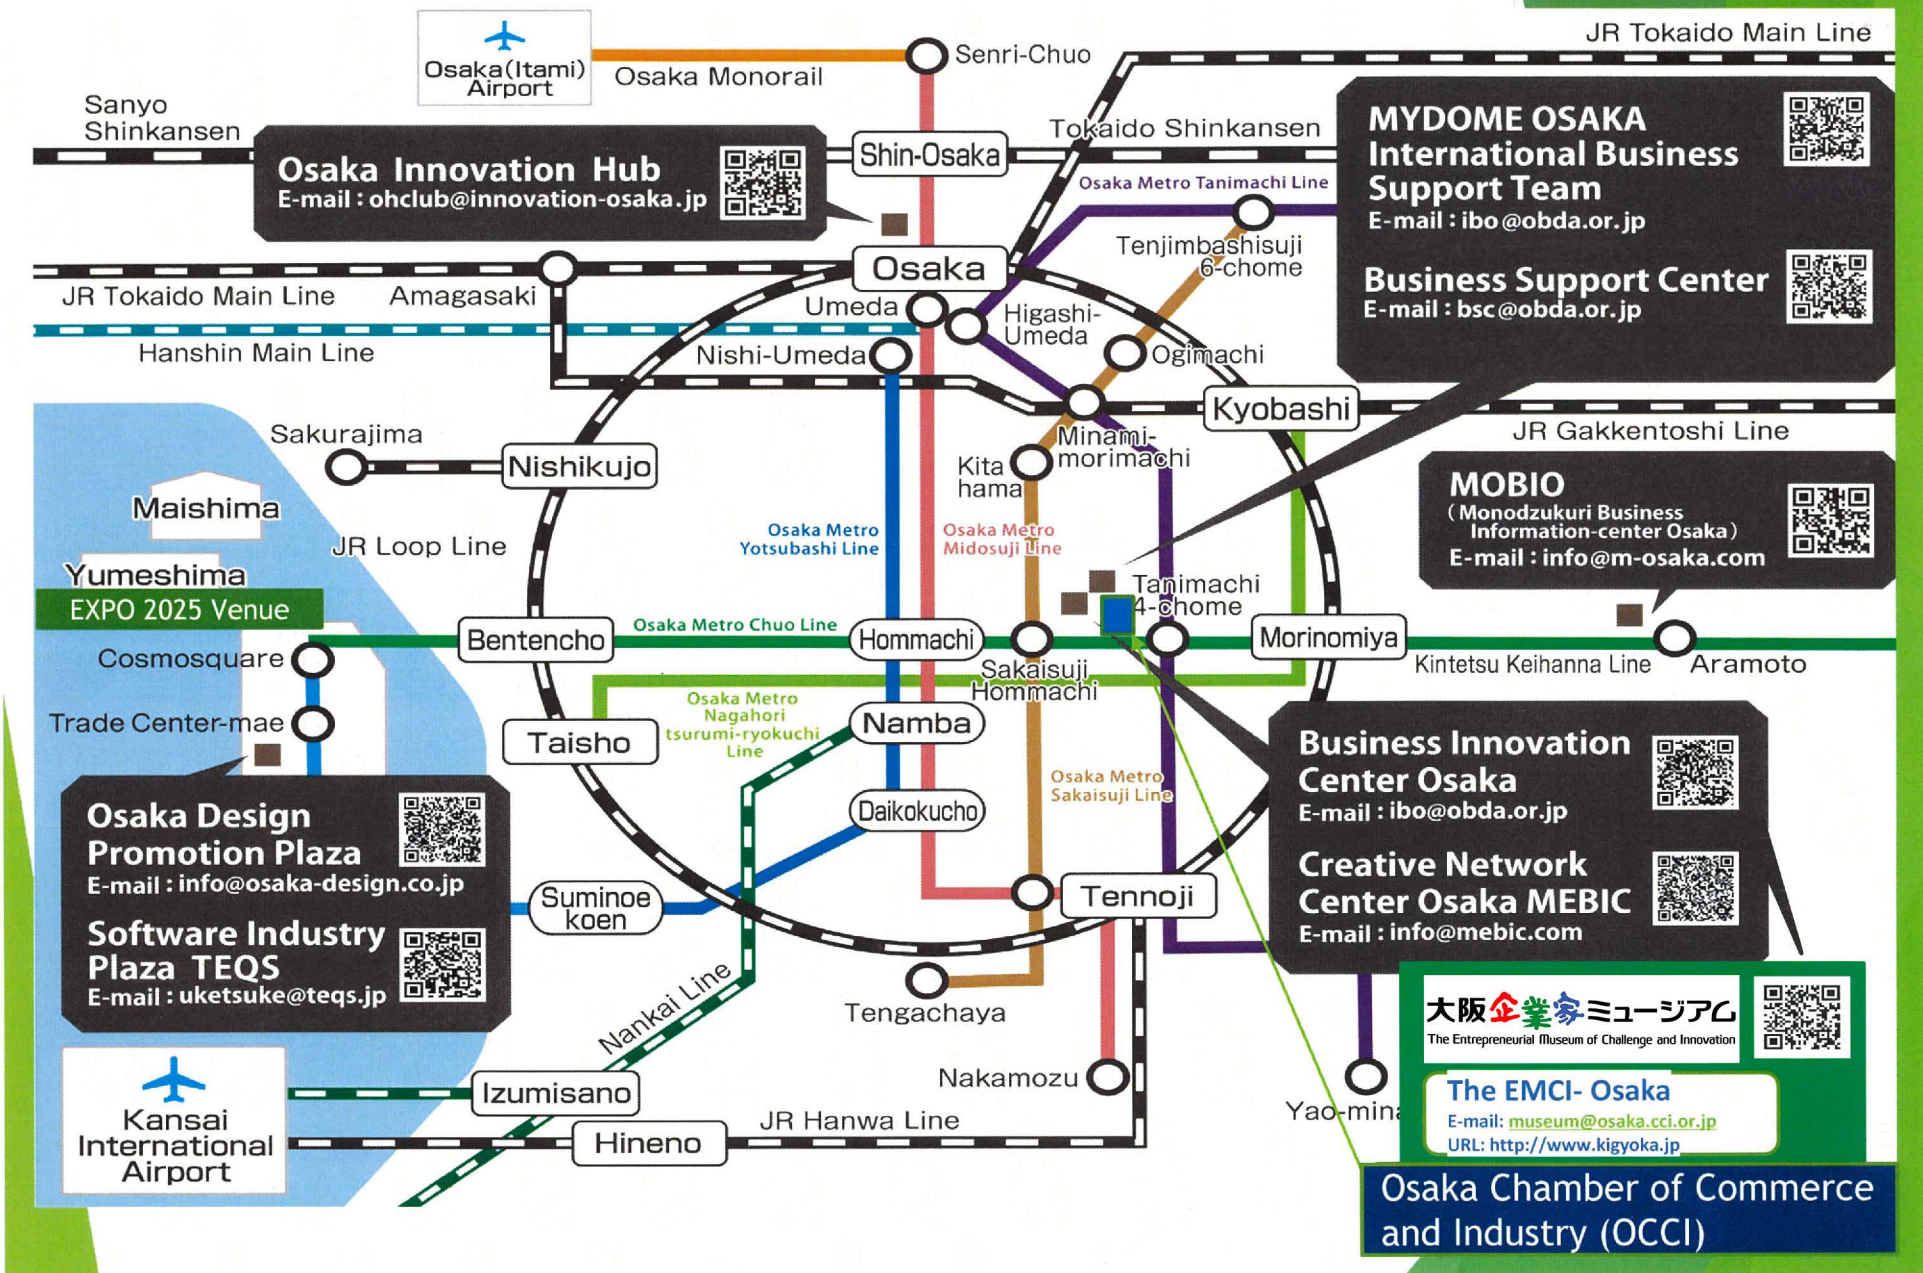 Osaka(Itami)
Airport
Osaka Monorail
Senri-Chuo
JR Tokaido Main Line
Sanyo
Shinkansen
Osaka Innovation Hub
E-mail : ohclub@innovation-osaka.jp
Shin-Osaka
Tokaido Shinkansen
Osaka Metro Tanimachi Line
MYDOME OSAKA
International Business
Support Team
E-mail : ibo@obda.or.jp
Business Support Center
E-mail : bsc@obda.or.jp
Tenjimbashisuji
6-chome
JR Tokaido Main Line
Amagasaki
Osaka
Umeda
Higashi-
Umeda
Hanshin Main Line
Nishi-Umeda
Ogimachi
Kyobashi
JR Gakkentoshi Line
Sakurajima
Nishikujo
Minami-
morimachi
Kita
hama
Maishima
JR Loop Line
Osaka Metro
Yotsubashi Line
Osaka Metro
Midosuji Line
MOBIO
(Monodzukuri Business
Information-center Osaka)
E-mail : info@m-osaka.com
Yumeshima
EXPO 2025 Venue
Tanimachi
4-chome
Cosmosquare
Bentencho
Osaka Metro Chuo Line
Hommachi
Sakaisuji
Hommachi
Morinomiya
Kintetsu Keihanna Line
Aramoto
Trade Center-mae
Taisho
Osaka Metro
Nagahori
tsurumi-ryokuchi
Line
Namba
Osaka Metro
Sakaisuji Line
Daikokucho
Business Innovation
Center Osaka
E-mail : ibo@obda.or.jp
Creative Network
Center Osaka MEBIC
E-mail : info@mebic.com
Osaka Design
Promotion Plaza
E-mail : info@osaka-design.co.jp
Software Industry
Plaza TEQS
E-mail : uketsuke@teqs.jp
Suminoe
koen
Tennoji
Tengachaya
Nankai Line
Nakamozu
Yao-mina
大阪企業家ミュージアム
The Entrepreneurial Museum of Challenge and Innovation
The EMCI- Osaka
E-mail: museum@osaka.cci.or.jp
URL: http://www.kigyoka.jp
Kansai
International
Airport
Izumisano
Hineno
JR Hanwa Line
Osaka Chamber of Commerce
and Industry (OCCI)